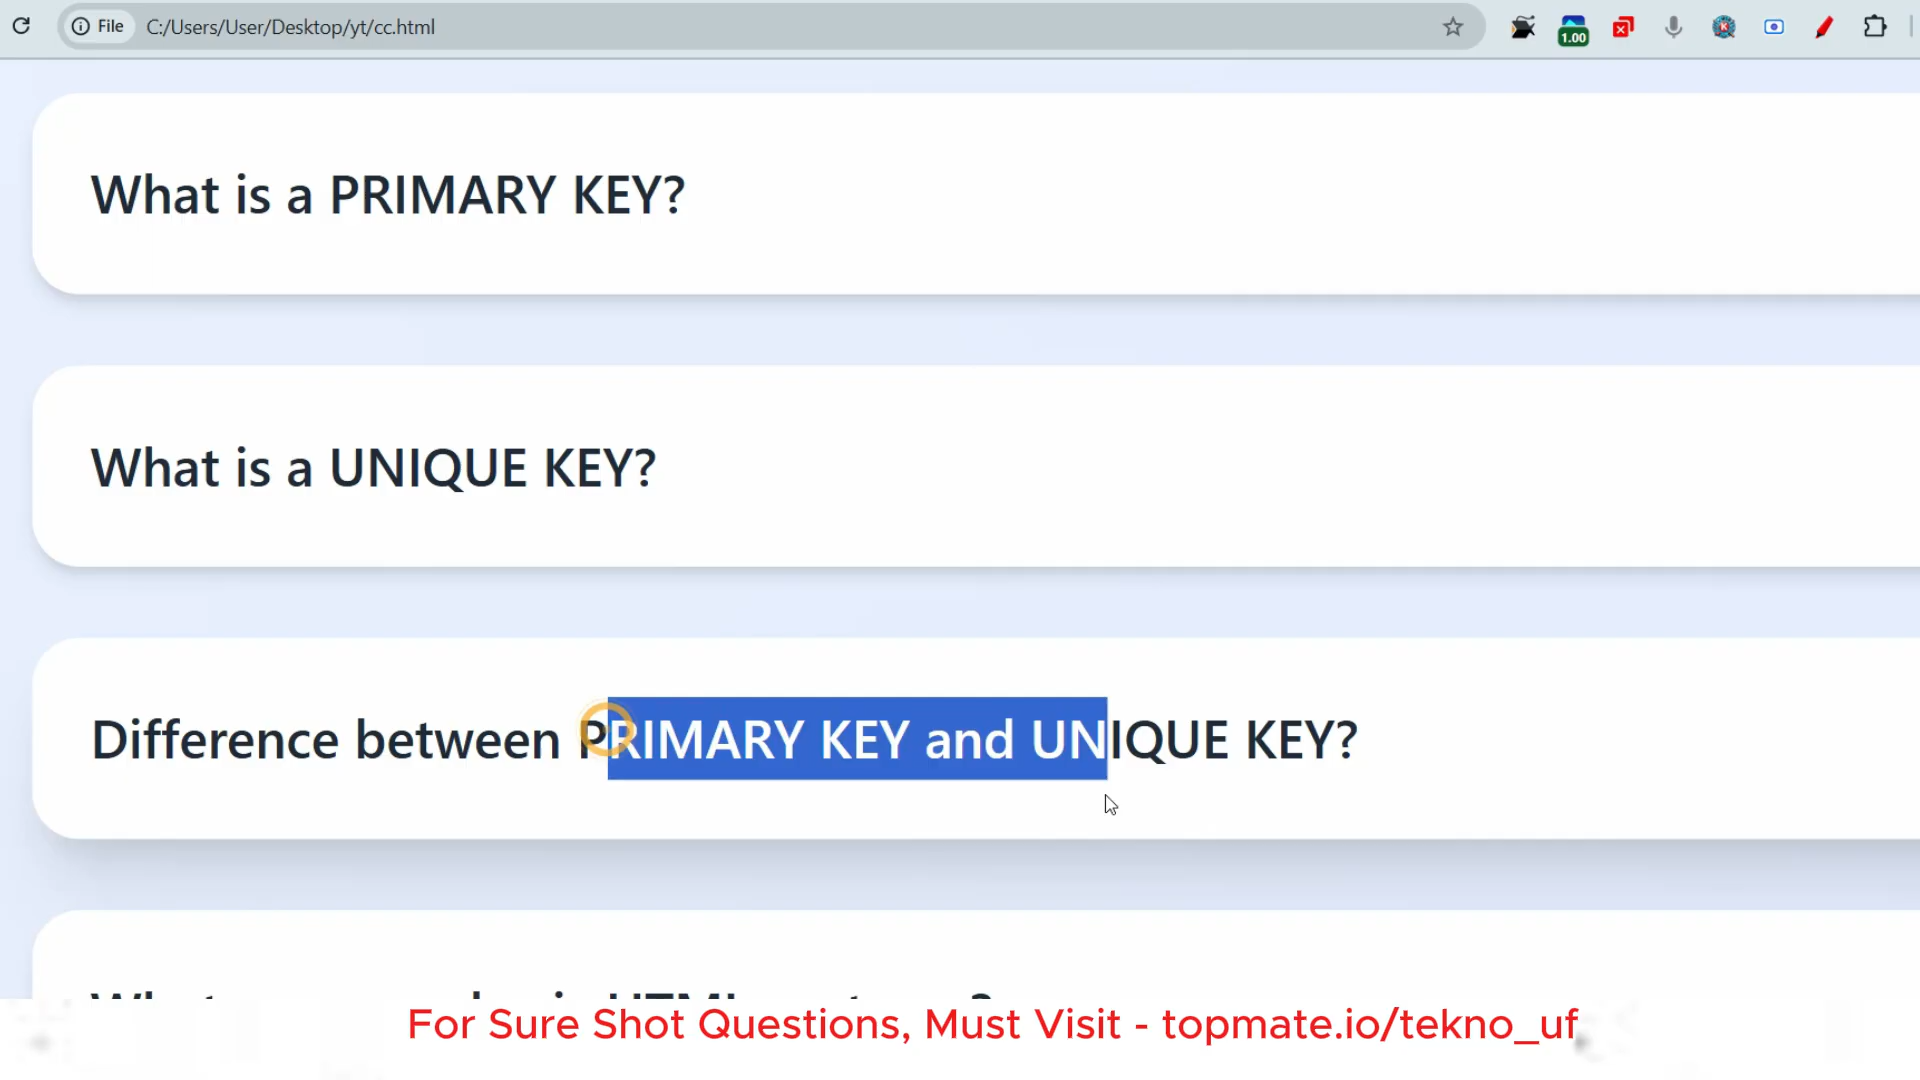 File C:/Users/User/Desktop/yt/cc.html
1.00
What is a PRIMARY KEY?
What is a UNIQUE KEY?
Difference between PRIMARY KEY and UNIQUE KEY?
For Sure Shot Questions, Must Visit - topmate.io/tekno_uf